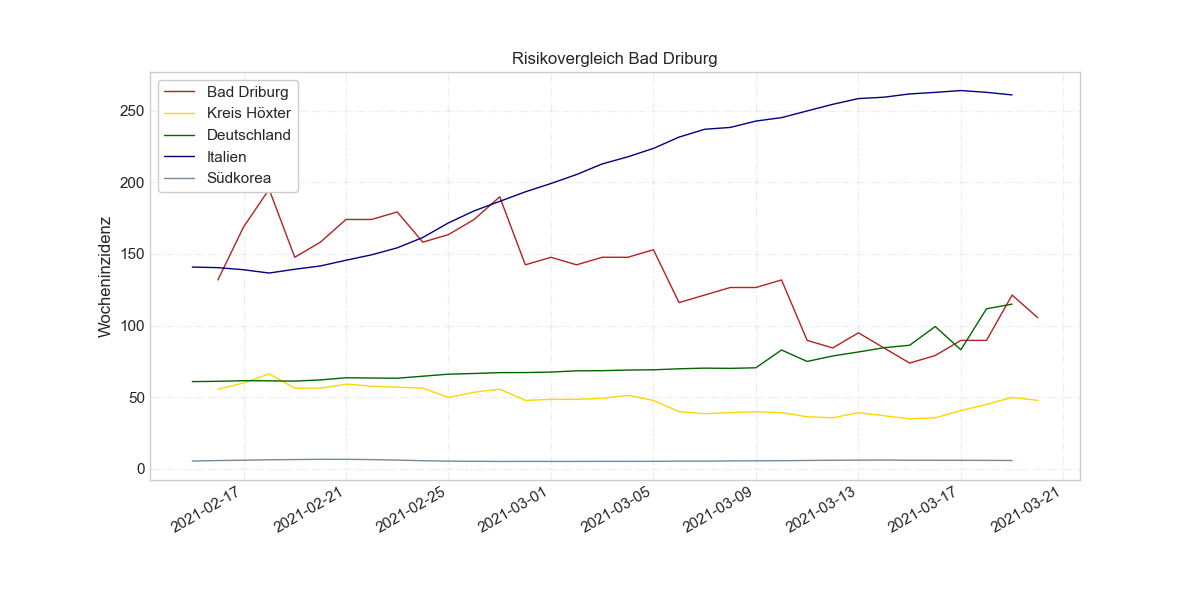 Risikovergleich Bad Driburg
Bad Driburg
Kreis Höxter
Deutschland
Italien
Südkorea
Wocheninzidenz
250
200
150
100
50
0
2021-02-17
2021-02-21
2021-02-25
2021-03-01
2021-03-05
2021-03-09
2021-03-13
2021-03-17
2021-03-21